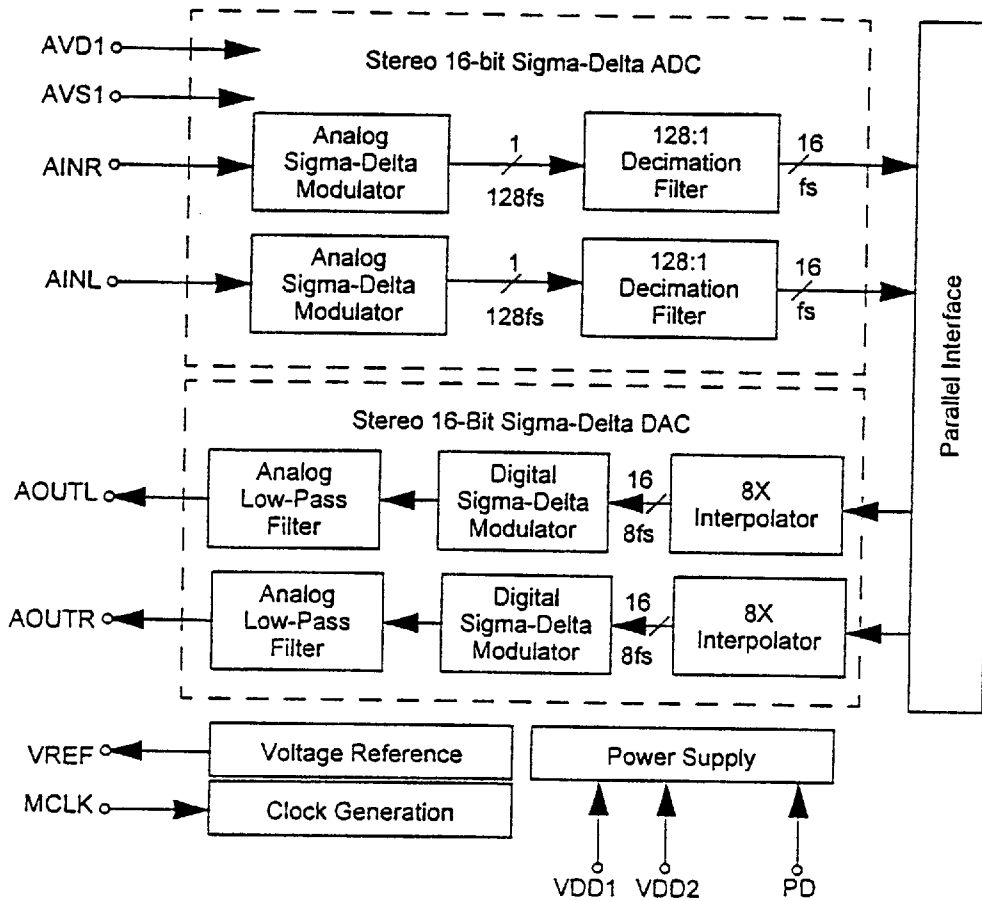 AVD1
Stereo 16-bit Sigma-Delta ADC
AVS1
AINR
Analog
Sigma-Delta
Modulator
1
128fs
128:1
Decimation
Filter
16
fs
AINL
Analog
Sigma-Delta
Modulator
1
128fs
128:1
Decimation
Filter
16
fs
Parallel Interface
Stereo 16-Bit Sigma-Delta DAC
AOUTL
Analog
Low-Pass
Filter
Digital
Sigma-Delta
Modulator
16
8fs
8X
Interpolator
AOUTR
Analog
Low-Pass
Filter
Digital
Sigma-Delta
Modulator
16
8fs
8X
Interpolator
VREF
Voltage Reference
Power Supply
MCLK
Clock Generation
VDD1
VDD2
PD